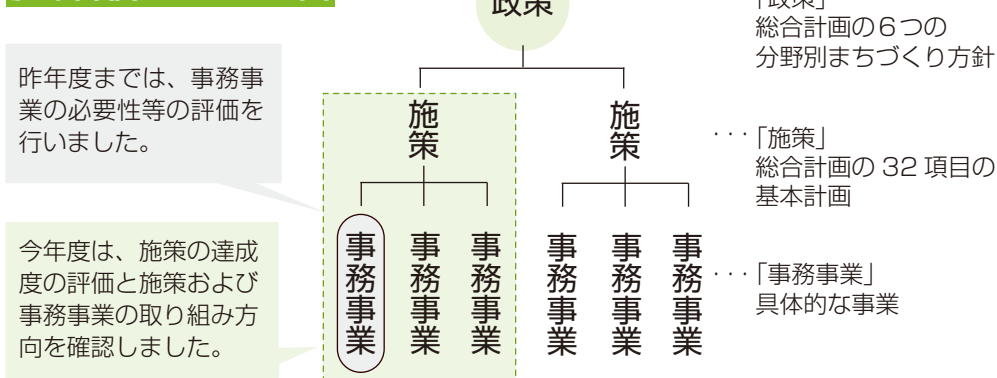 政策
「政策」
総合計画の6つの
分野別まちづくり方針
昨年度までは、事務事
業の必要性等の評価を
行いました。
施策
施策
･･･「施策」
総合計画の 32 項目の
基本計画
今年度は、施策の達成
度の評価と施策および
事務事業の取り組み方
向を確認しました。
事務事業
事務事業
事務事業
事務事業
事務事業
事務事業
･･･「事務事業」
具体的な事業